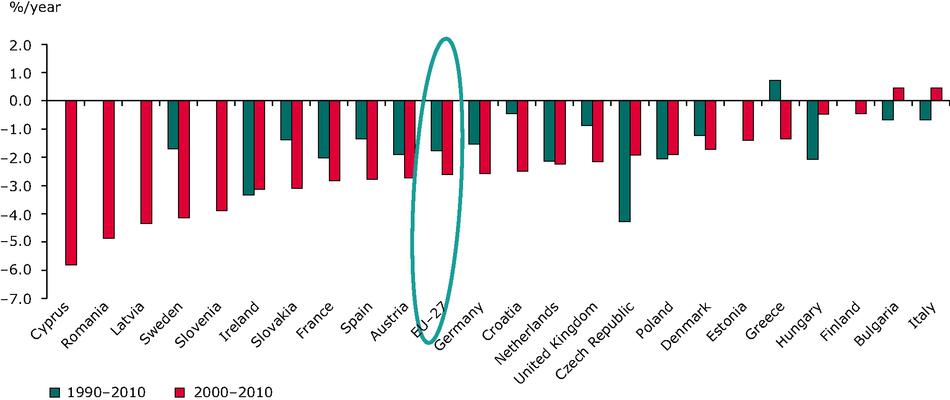 %/year
2.0
1.0
0.0
–1.0
–2.0
–3.0
–4.0
–5.0
–6.0
–7.0
Cyprus
Romania
Latvia
Sweden
Slovenia
Ireland
Slovakia
France
Spain
Austria
EU–27
Germany
Croatia
Netherlands
United Kingdom
Czech Republic
Poland
Denmark
Estonia
Greece
Hungary
Finland
Bulgaria
Italy
1990–2010 2000–2010